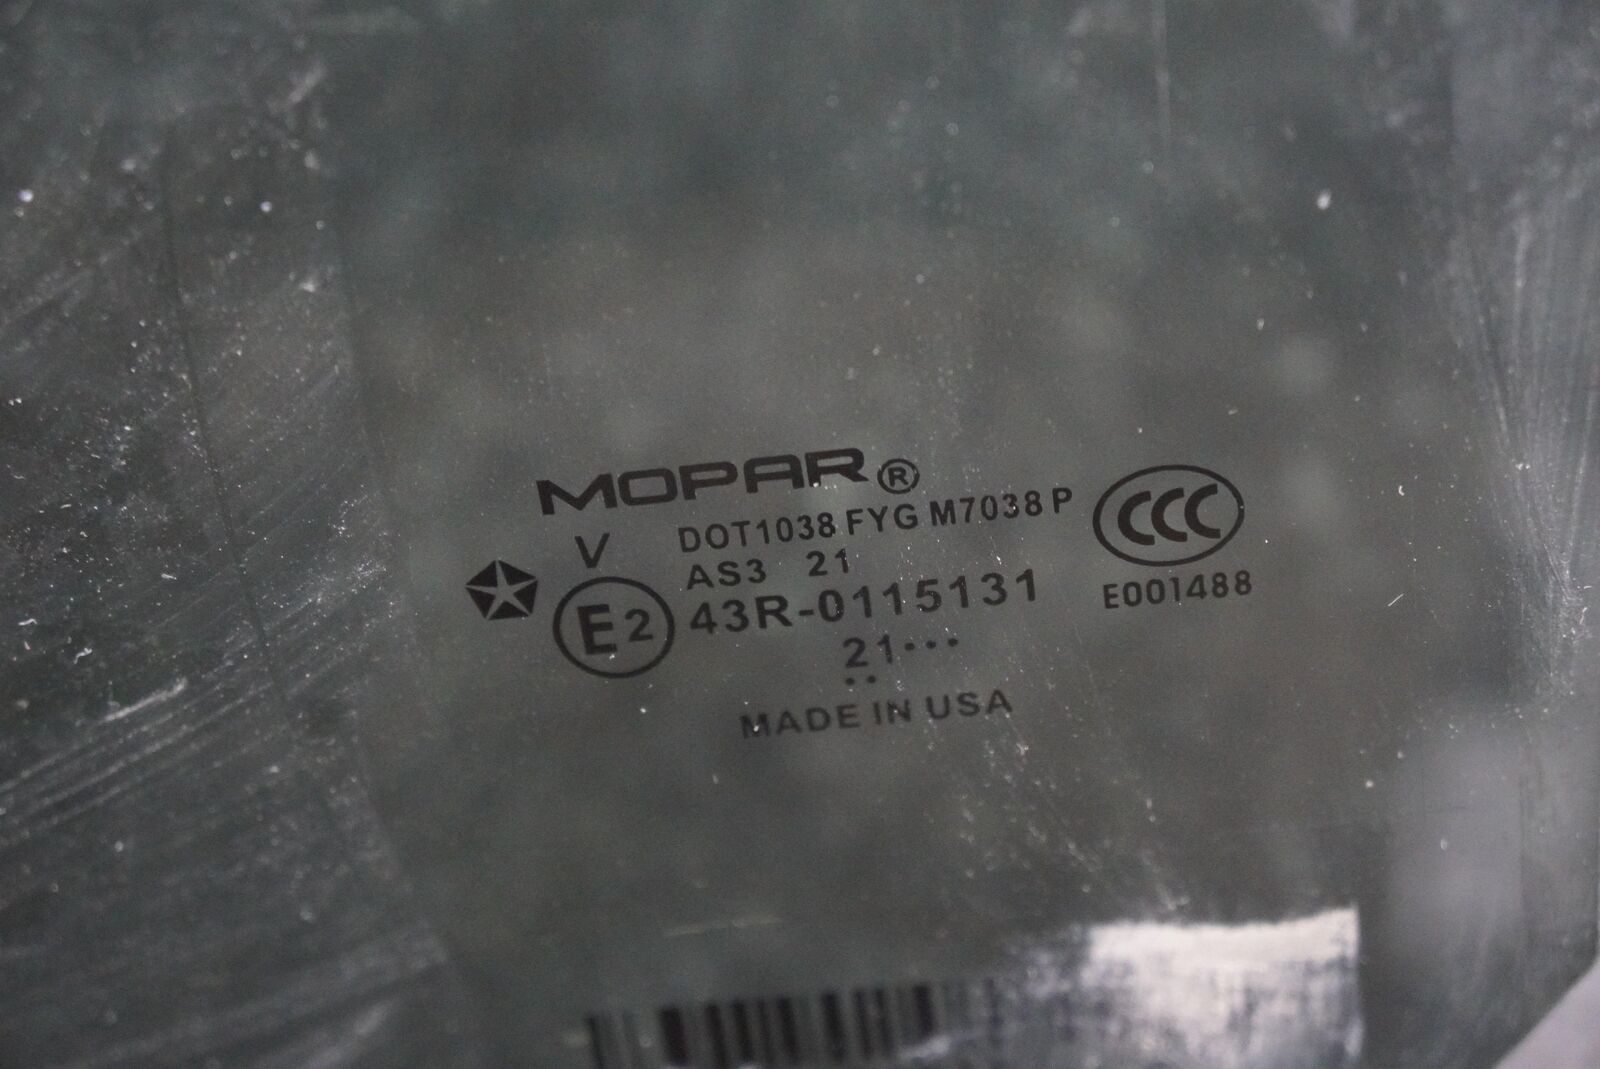 MOPAR®
V DOT1038 FYG M7038 P
AS3 21
E2 43R-0115131
21•••
••
MADE IN USA
CCC
E001488